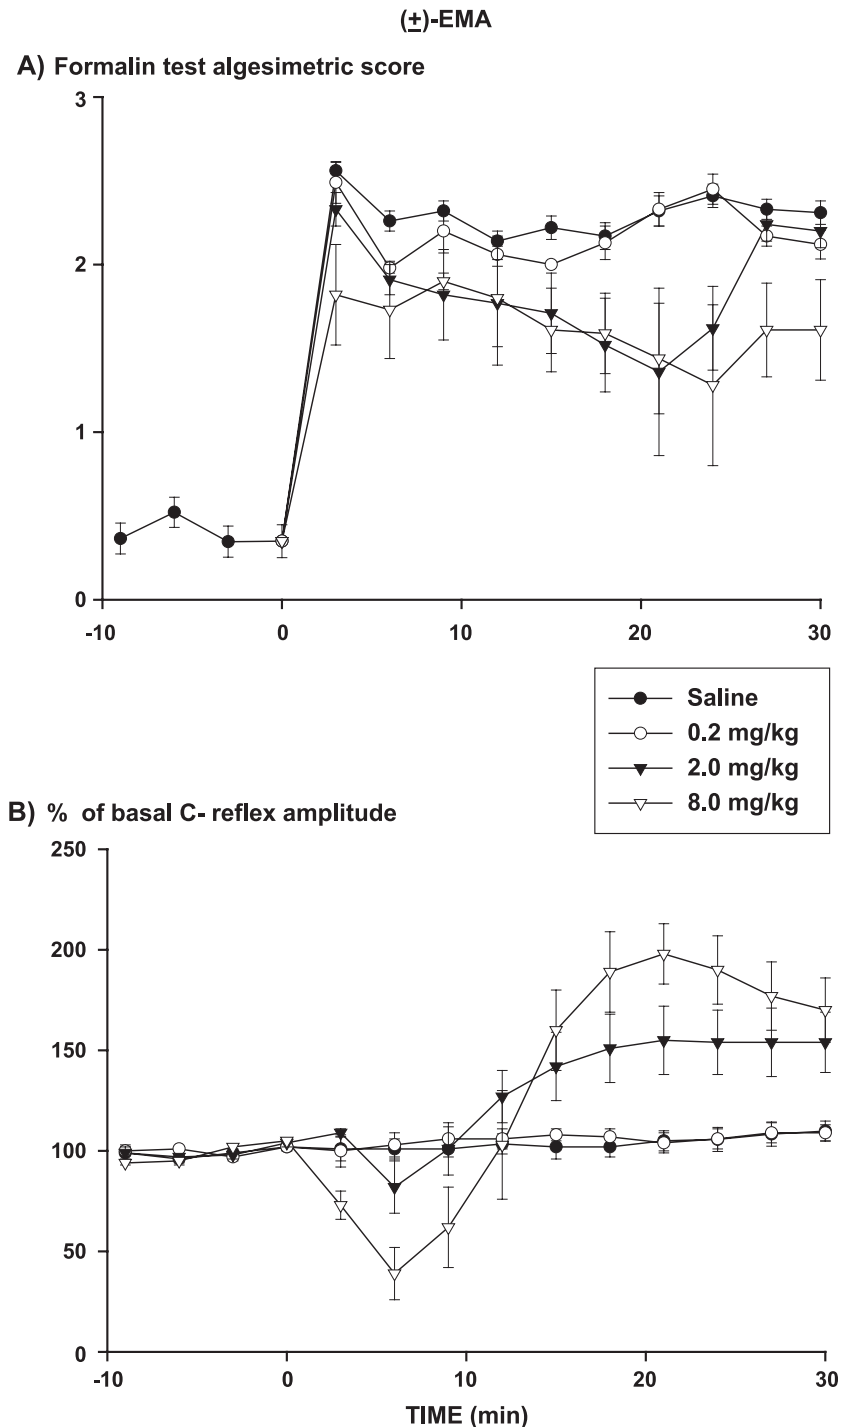 (±)-EMA
A) Formalin test algesimetric score
3
2
1
0
-10 0 10 20 30
Saline
0.2 mg/kg
2.0 mg/kg
8.0 mg/kg
B) % of basal C- reflex amplitude
250
200
150
100
50
0
-10 0 10 20 30
TIME (min)